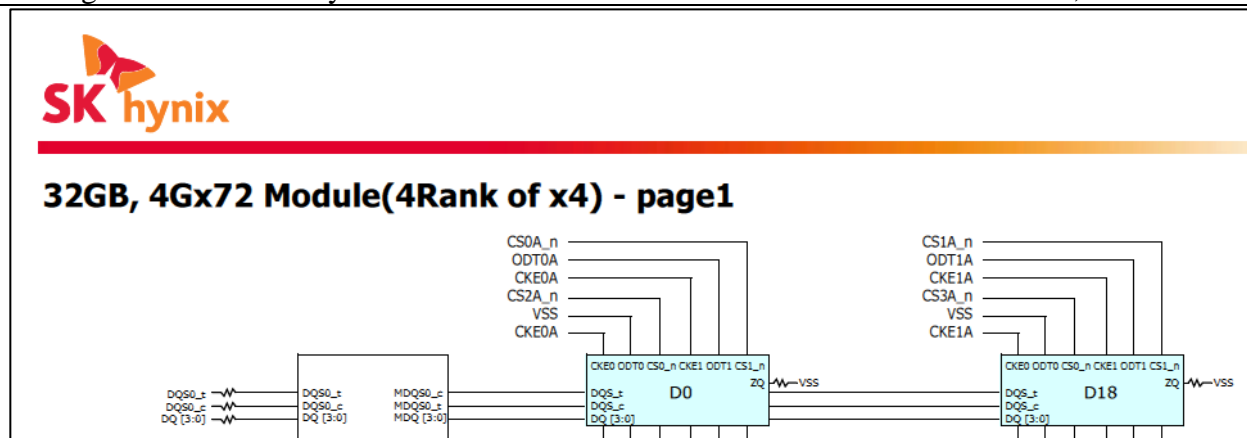 SK hynix
32GB, 4Gx72 Module(4Rank of x4) - page1
CS0A_n
ODT0A
CKE0A
CS2A_n
VSS
CKE0A
CS1A_n
ODT1A
CKE1A
CS3A_n
VSS
CKE1A
CKE0 ODT0 CS0_n CKE1 ODT1 CS1_n
ZQ
VSS
D0
DQS_t
DQS_c
DQ [3:0]
CKE0 ODT0 CS0_n CKE1 ODT1 CS1_n
ZQ
VSS
D18
DQS_t
DQS_c
DQ [3:0]
DQS0_t
DQS0_c
DQ [3:0]
DQS0_t
DQS0_c
DQ [3:0]
MDQS0_c
MDQS0_t
MDQ [3:0]